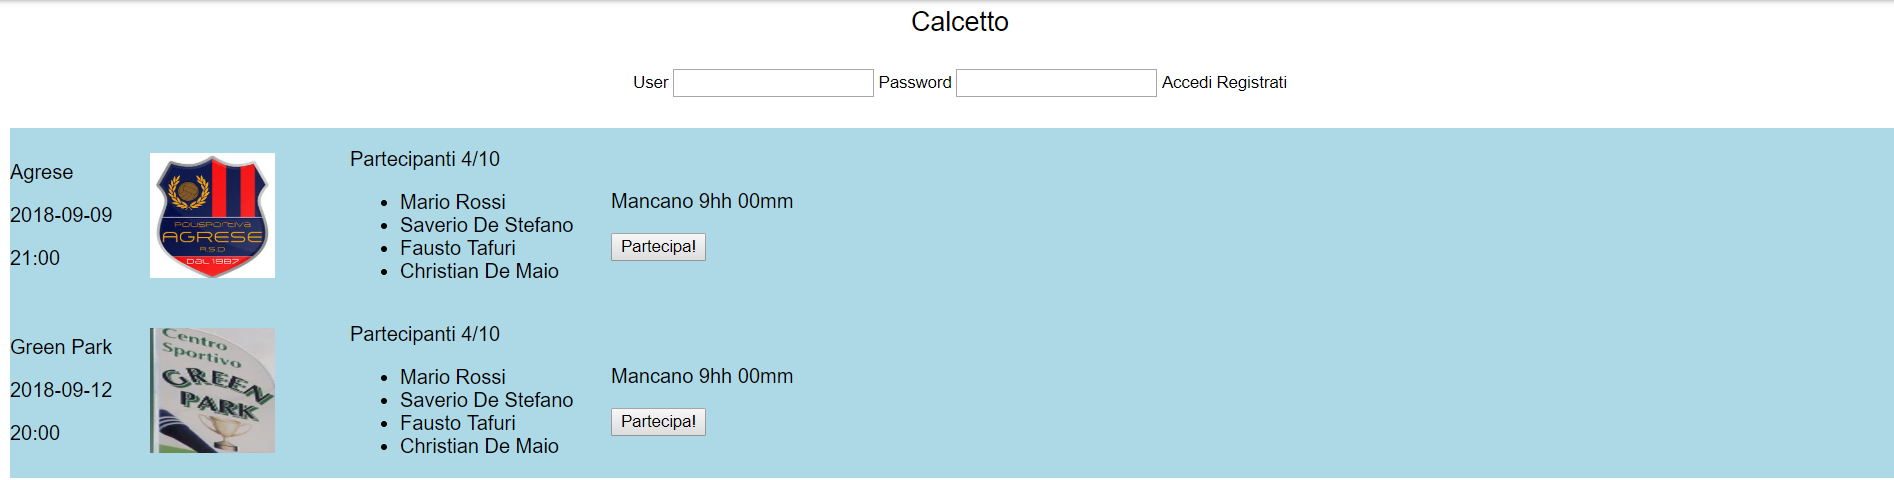 Calcetto
User Password Accedi Registrati
Agrese
2018-09-09
21:00
POLISPORTIVA
AGRESE
A.S.D
DAL 1987
Partecipanti 4/10
Mario Rossi
Saverio De Stefano
Fausto Tafuri
Christian De Maio
Mancano 9hh 00mm
Partecipa!
Green Park
2018-09-12
20:00
Centro
Sportivo
GREEN
PARK
Partecipanti 4/10
Mario Rossi
Saverio De Stefano
Fausto Tafuri
Christian De Maio
Mancano 9hh 00mm
Partecipa!